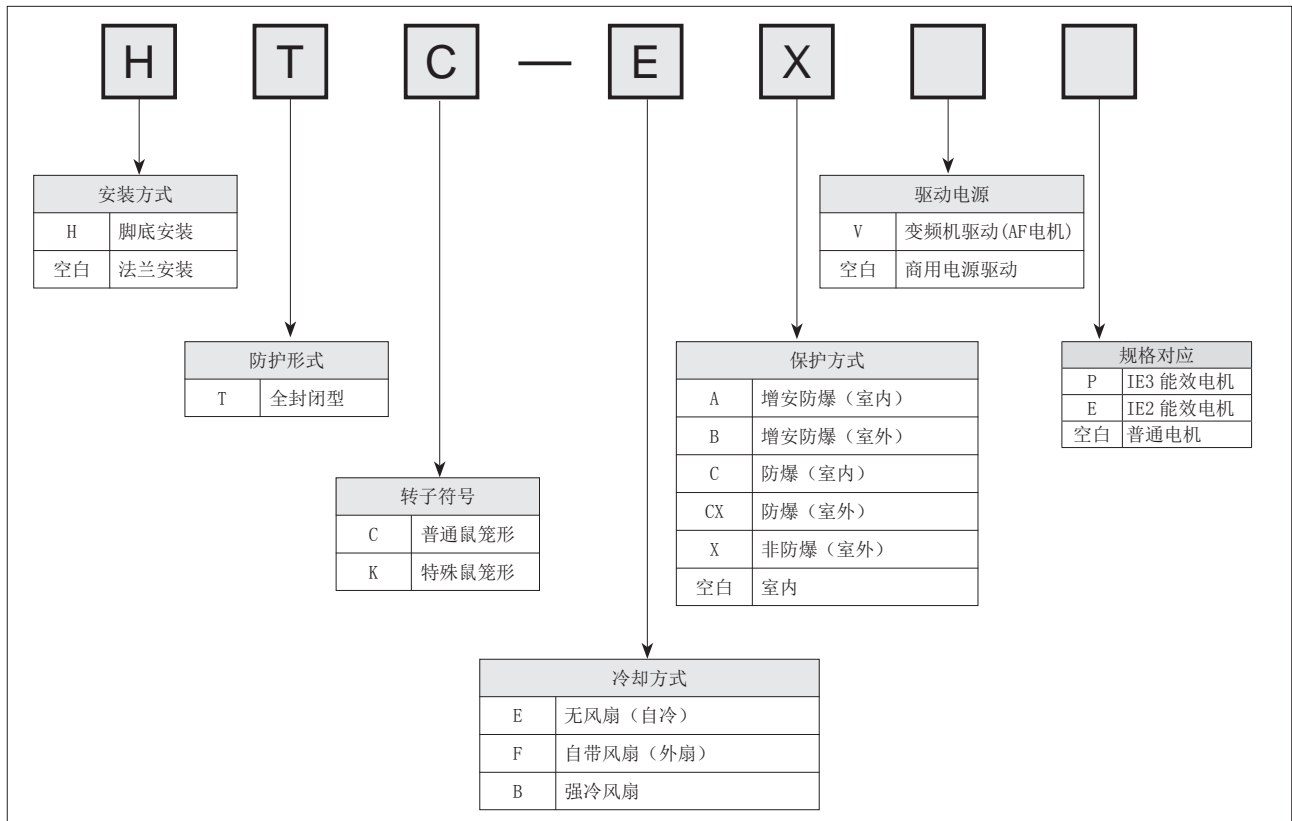 H T C — E X
安装方式
H 脚底安装
空白 法兰安装
驱动电源
V 变频机驱动(AF电机)
空白 商用电源驱动
防护形式
T 全封闭型
保护方式
A 增安防爆（室内）
B 增安防爆（室外）
C 防爆（室内）
CX 防爆（室外）
X 非防爆（室外）
空白 室内
规格对应
P IE3 能效电机
E IE2 能效电机
空白 普通电机
转子符号
C 普通鼠笼形
K 特殊鼠笼形
冷却方式
E 无风扇（自冷）
F 自带风扇（外扇）
B 强冷风扇